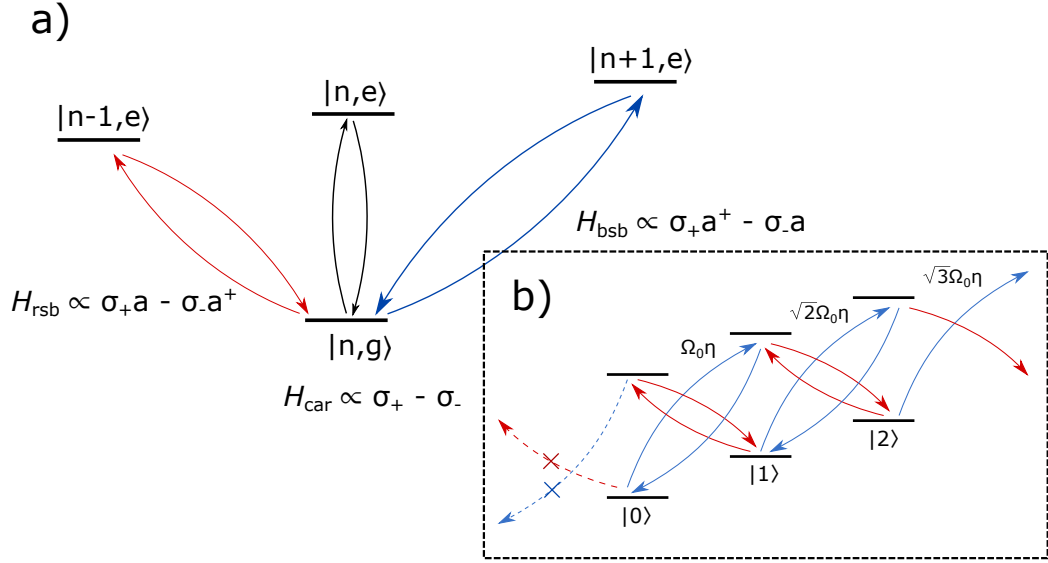 a)
|n-1,e⟩
|n,e⟩
|n+1,e⟩
H_rsb ∝ σ₊a - σ₋a⁺
|n,g⟩
H_car ∝ σ₊ - σ₋
H_bsb ∝ σ₊a⁺ - σ₋a
b)
Ω₀η
√2Ω₀η
√3Ω₀η
|0⟩
|1⟩
|2⟩